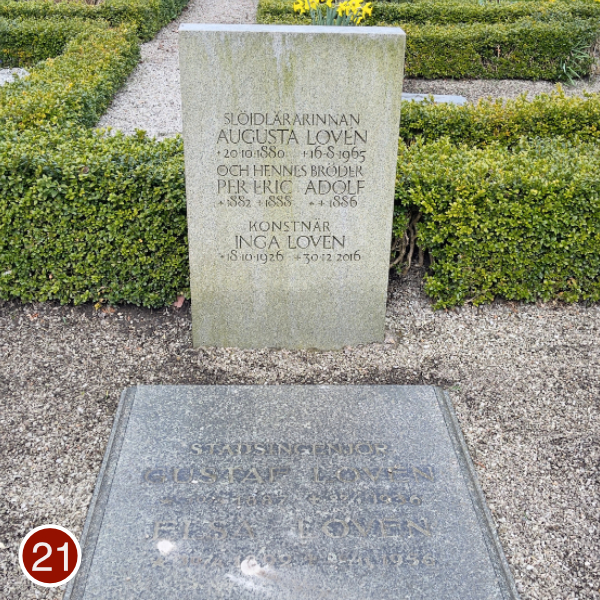 SLÖJDLÄRARINNAN
AUGUSTA LOVÉN
*20·10·1880 +16·8·1965
OCH HENNES BRÖDER
PER ERIC ADOLF
*1882 +1888 *+1886
KONSTNÄR
INGA LOVÉN
*18·10·1926 +30·12·2016
STADSINGENJÖR
GUSTAF LOVÉN
ELSA LOVÉN
21